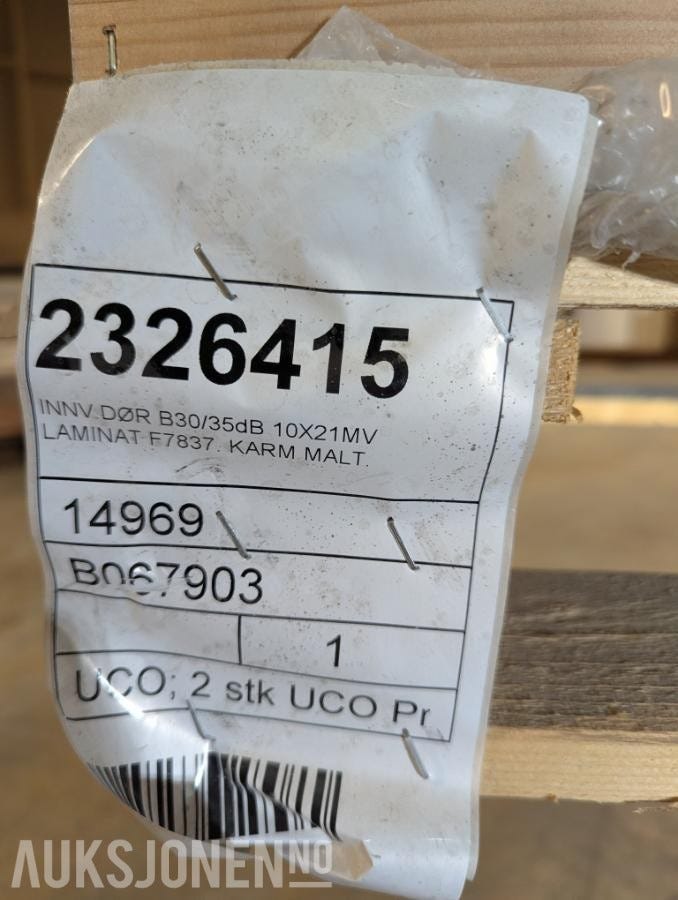 2326415
INNV.DØR B30/35dB 10X21MV
LAMINAT F7837. KARM MALT.
14969
B067903
1
UCO; 2 stk UCO Pr
AUKSJONEN.NO